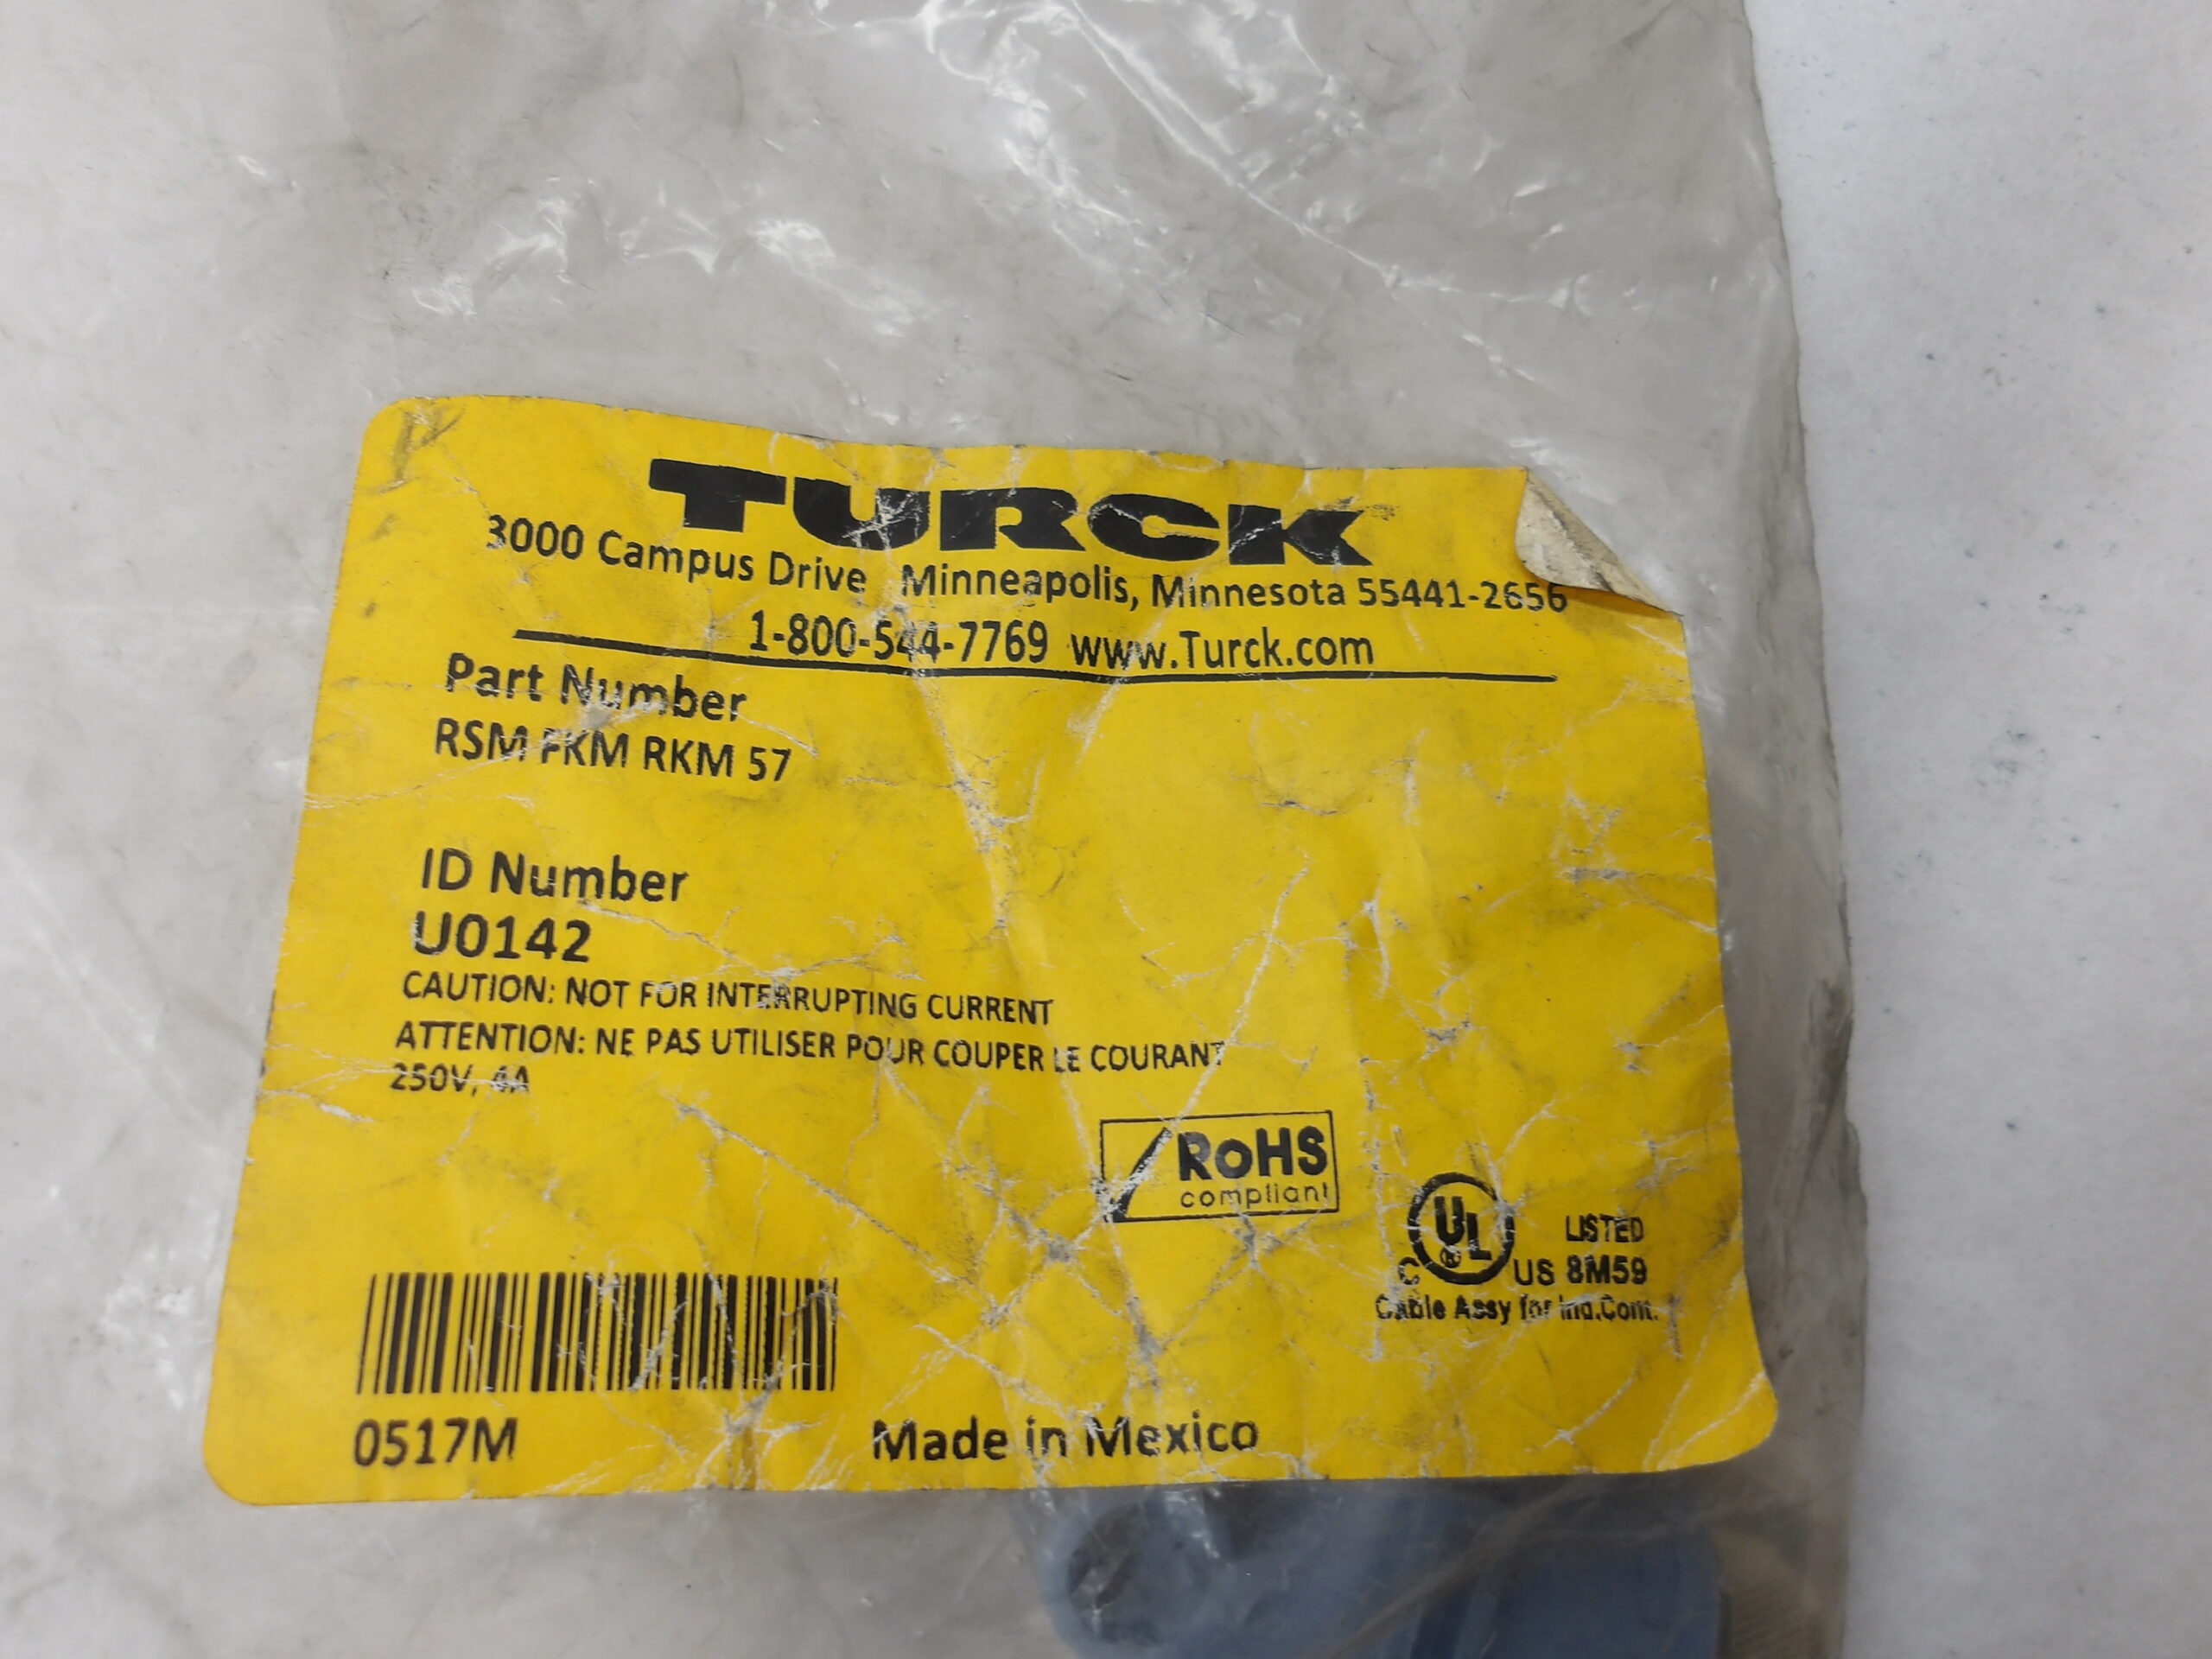 TURCK
3000 Campus Drive Minneapolis, Minnesota 55441-2656
1-800-544-7769 www.Turck.com
Part Number
RSM FKM RKM 57
ID Number
U0142
CAUTION: NOT FOR INTERRUPTING CURRENT
ATTENTION: NE PAS UTILISER POUR COUPER LE COURANT
250V, 4A
RoHS
compliant
UL LISTED
C US 8M59
Cable Assy for Ind.Cont.
0517M
Made in Mexico